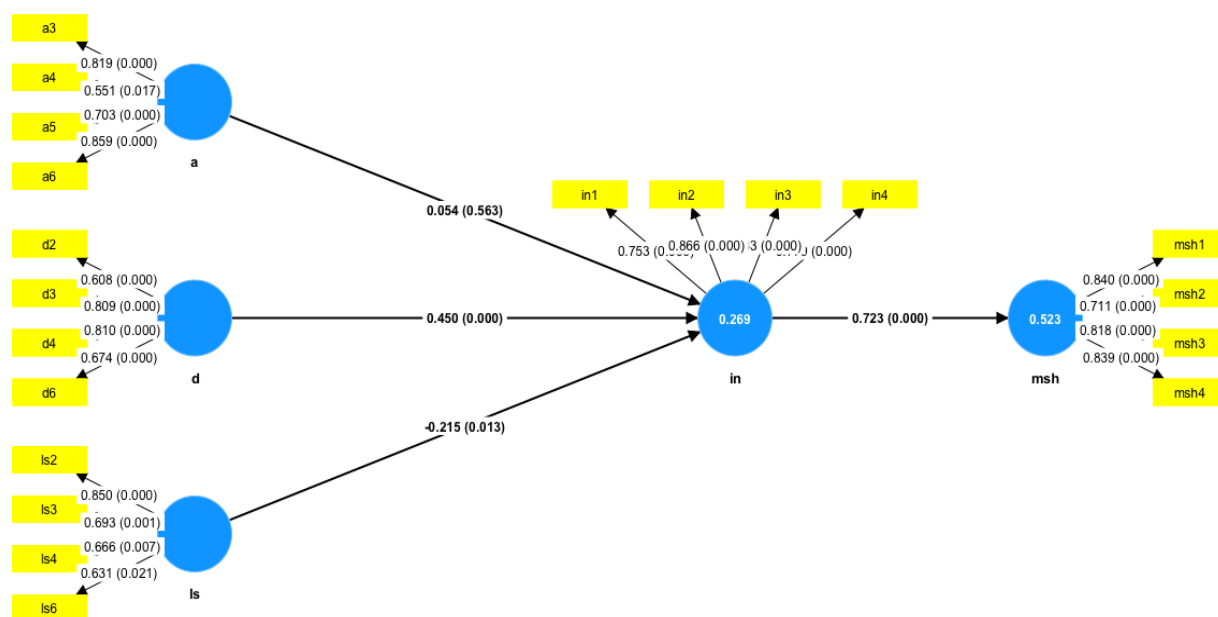 a3
0.819 (0.000)
a4
0.551 (0.017)
a5
0.703 (0.000)
0.859 (0.000)
a6
a
0.054 (0.563)
in1
in2
in3
in4
0.753
0.866 (0.000)
d2
0.608 (0.000)
d3
0.809 (0.000)
d4
0.810 (0.000)
0.674 (0.000)
d6
d
0.450 (0.000)
0.269
in
0.723 (0.000)
0.523
msh
msh1
0.840 (0.000)
msh2
0.711 (0.000)
0.818 (0.000)
msh3
0.839 (0.000)
msh4
-0.215 (0.013)
ls2
0.850 (0.000)
ls3
0.693 (0.001)
0.666 (0.007)
ls4
0.631 (0.021)
ls6
ls